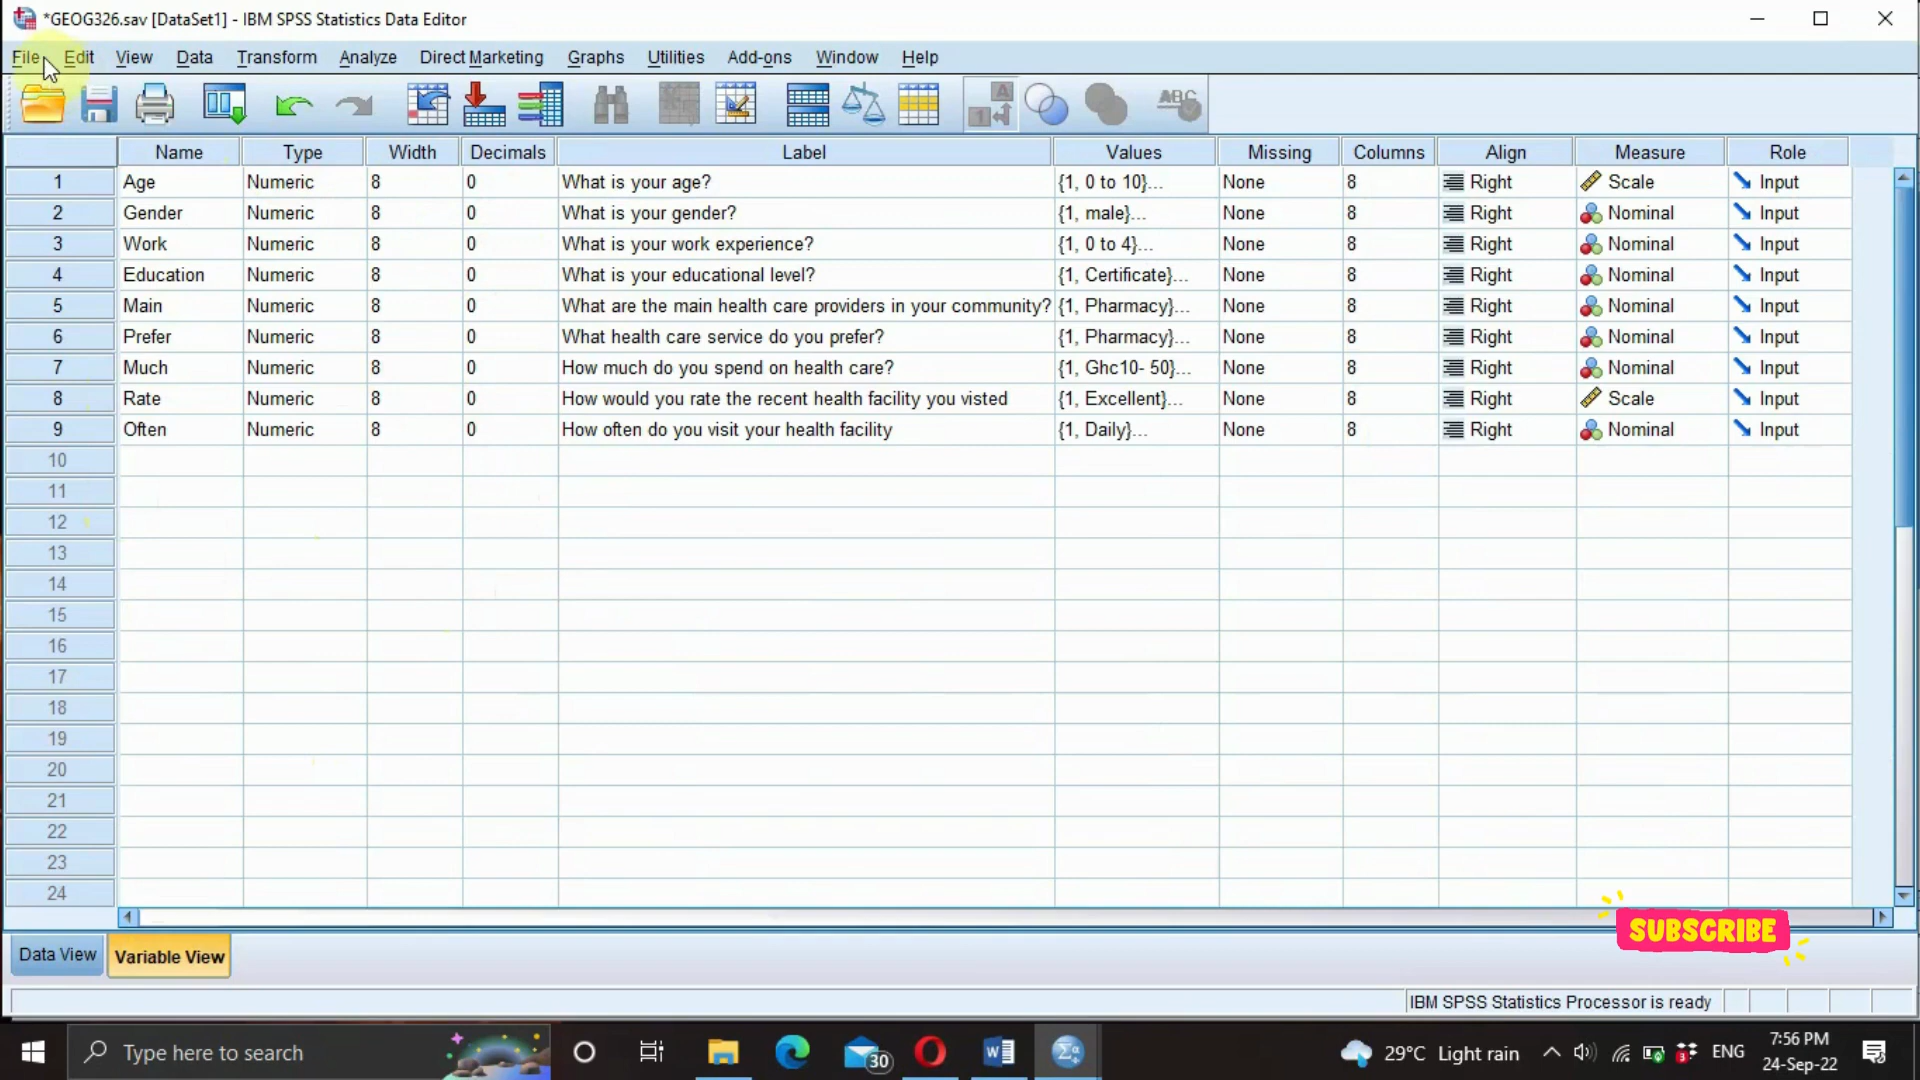 *GEOG326.sav [DataSet1] - IBM SPSS Statistics Data Editor
File Edit View Data Transform Analyze Direct Marketing Graphs Utilities Add-ons Window Help
A 1 ABC
Name Type Width Decimals Label Values Missing Columns Align Measure Role
1 Age Numeric 8 0 What is your age? {1, 0 to 10}... None 8 Right Scale Input
2 Gender Numeric 8 0 What is your gender? {1, male}... None 8 Right Nominal Input
3 Work Numeric 8 0 What is your work experience? {1, 0 to 4}... None 8 Right Nominal Input
4 Education Numeric 8 0 What is your educational level? {1, Certificate}... None 8 Right Nominal Input
5 Main Numeric 8 0 What are the main health care providers in your community? {1, Pharmacy}... None 8 Right Nominal Input
6 Prefer Numeric 8 0 What health care service do you prefer? {1, Pharmacy}... None 8 Right Nominal Input
7 Much Numeric 8 0 How much do you spend on health care? {1, Ghc10- 50}... None 8 Right Nominal Input
8 Rate Numeric 8 0 How would you rate the recent health facility you visted {1, Excellent}... None 8 Right Scale Input
9 Often Numeric 8 0 How often do you visit your health facility {1, Daily}... None 8 Right Nominal Input
10
11
12
13
14
15
16
17
18
19
20
21
22
23
24
SUBSCRIBE
Data View Variable View
IBM SPSS Statistics Processor is ready
Type here to search 30 W Σα 29°C Light rain 3 ENG 7:56 PM
24-Sep-22